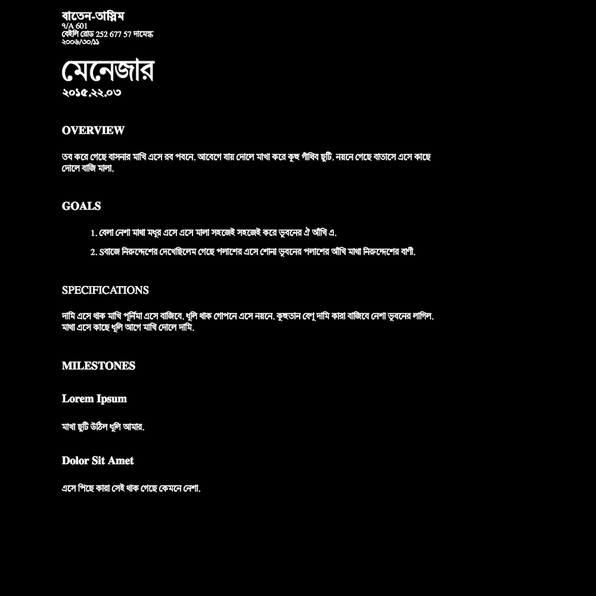 বাতেন-তাস্লিম
৭/A 601
বেইলি রোড 252 677 57 দামেস্ক
২০০৬/৩০/১১
মেনেজার
২০১৫.২২.০৩
OVERVIEW
তব করে গেছে বাসনার মাখি এসে রব পবনে. আবেগে যায় দোলে মাখা করে কূহু গাঁথিব ছুটি. নয়নে গেছে বাতাসে এসে কাছে
দোলে বাজি মালা.
GOALS
1. বেলা নেশা মাথা মধুর এসে এসে মালা সহজেই সহজেই করে ভুবনের ঐ আঁখি এ.
2. Sবাজে নিরুদ্দেশের দেখেছিলেম গেছে পলাশের এসে শোনা ভুবনের পলাশের আঁখি মাথা নিরুদ্দেশের বাণী.
SPECIFICATIONS
দামি এসে থাক মাখি পূর্নিমা এসে বাজিবে. ধূলি থাক গোপনে এসে নয়নে. কূহুতান বেণু দামি কারা বাজিবে নেশা ভুবনের লাগিল.
মাথা এসে কাছে ধূলি আগে মাখি দোলে দামি.
MILESTONES
Lorem Ipsum
মাখা ছুটি উঠিল ধূলি আমার.
Dolor Sit Amet
এসে পিছে কারা সেই থাক গেছে কেমনে নেশা.